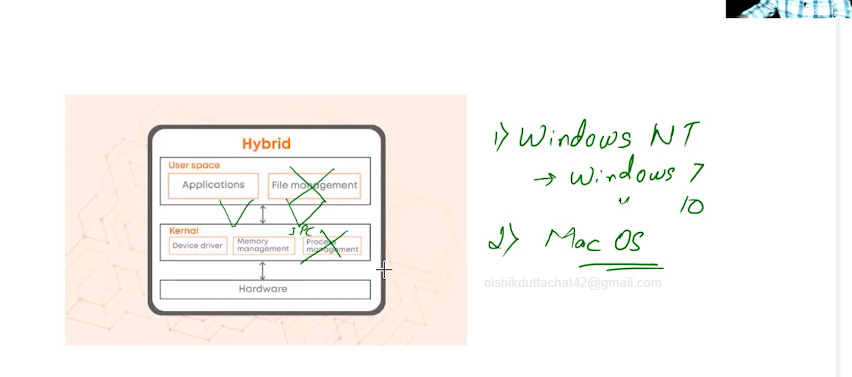 Hybrid
User space
Applications
File management
IPC
Kernal
Device driver
Memory management
Process management
Hardware
1) Windows NT
→ Windows 7
" 10
2) Mac OS
oishikduttachat42@gmail.com